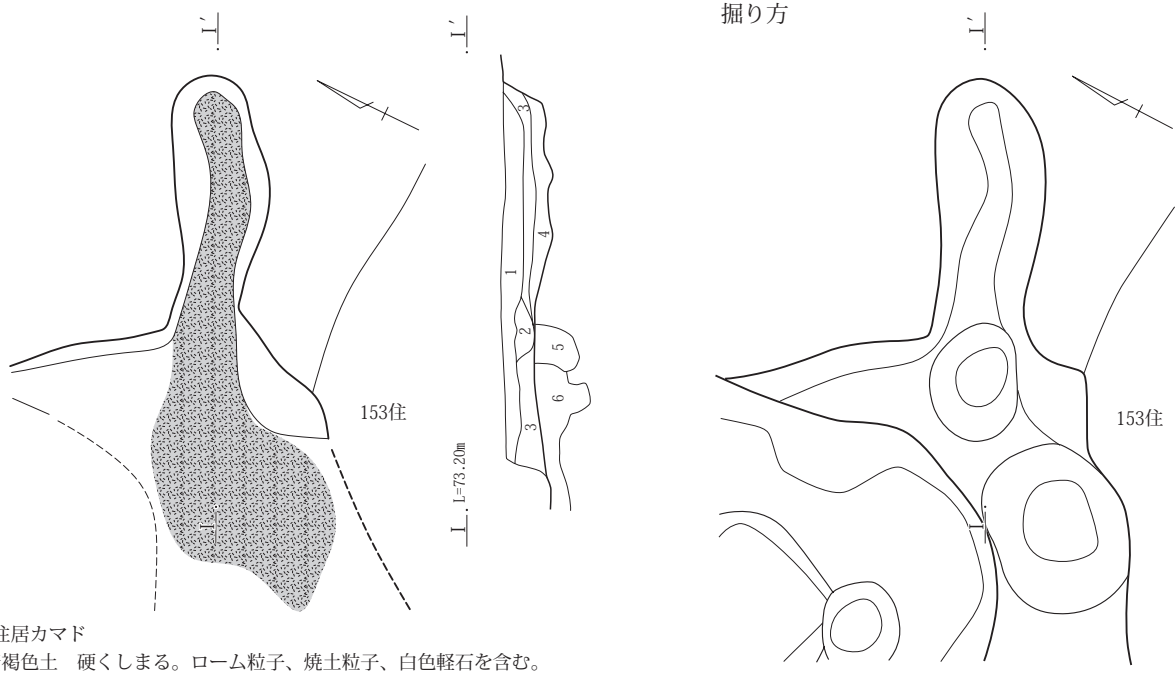 I′
I′
掘り方
I′
3
4
1
2
5
6
3
153住
153住
I
L=73.20m
I
I
住居カマド
褐色土　硬くしまる。ローム粒子、焼土粒子、白色軽石を含む。